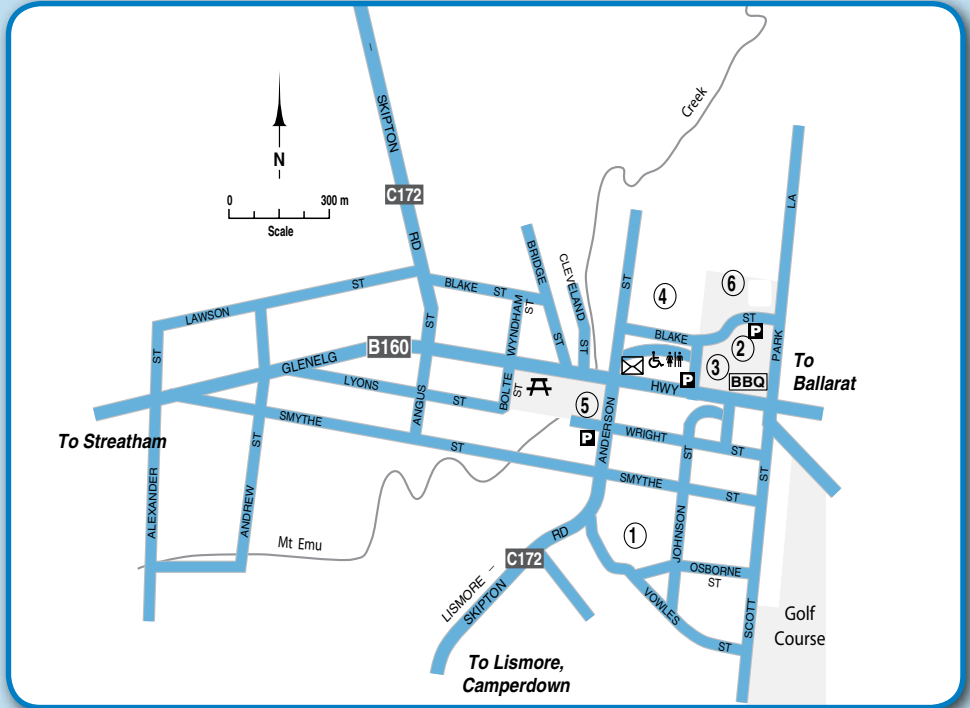 – SKIPTON RD
C172
N
0 300 m
Scale
Creek
LA
PARK
ST
6
4
BRIDGE ST
CLEVELAND ST
ST
BLAKE ST
LAWSON ST
WYNDHAM ST
BLAKE ST
P
2
ST
B160
ST
GLENELG
3
To
Ballarat
HWY
P
BBQ
LYONS ST
BOLTE ST
ANGUS
5
ANDERSON
To Streatham
SMYTHE ST
P
WRIGHT ST
ST
ST
SMYTHE ST
ALEXANDER
ANDREW ST
JOHNSON
Mt Emu
1
RD
C172
OSBORNE
ST
LISMORE –
SKIPTON
VOWLES ST
SCOTT
Golf
Course
To Lismore,
Camperdown